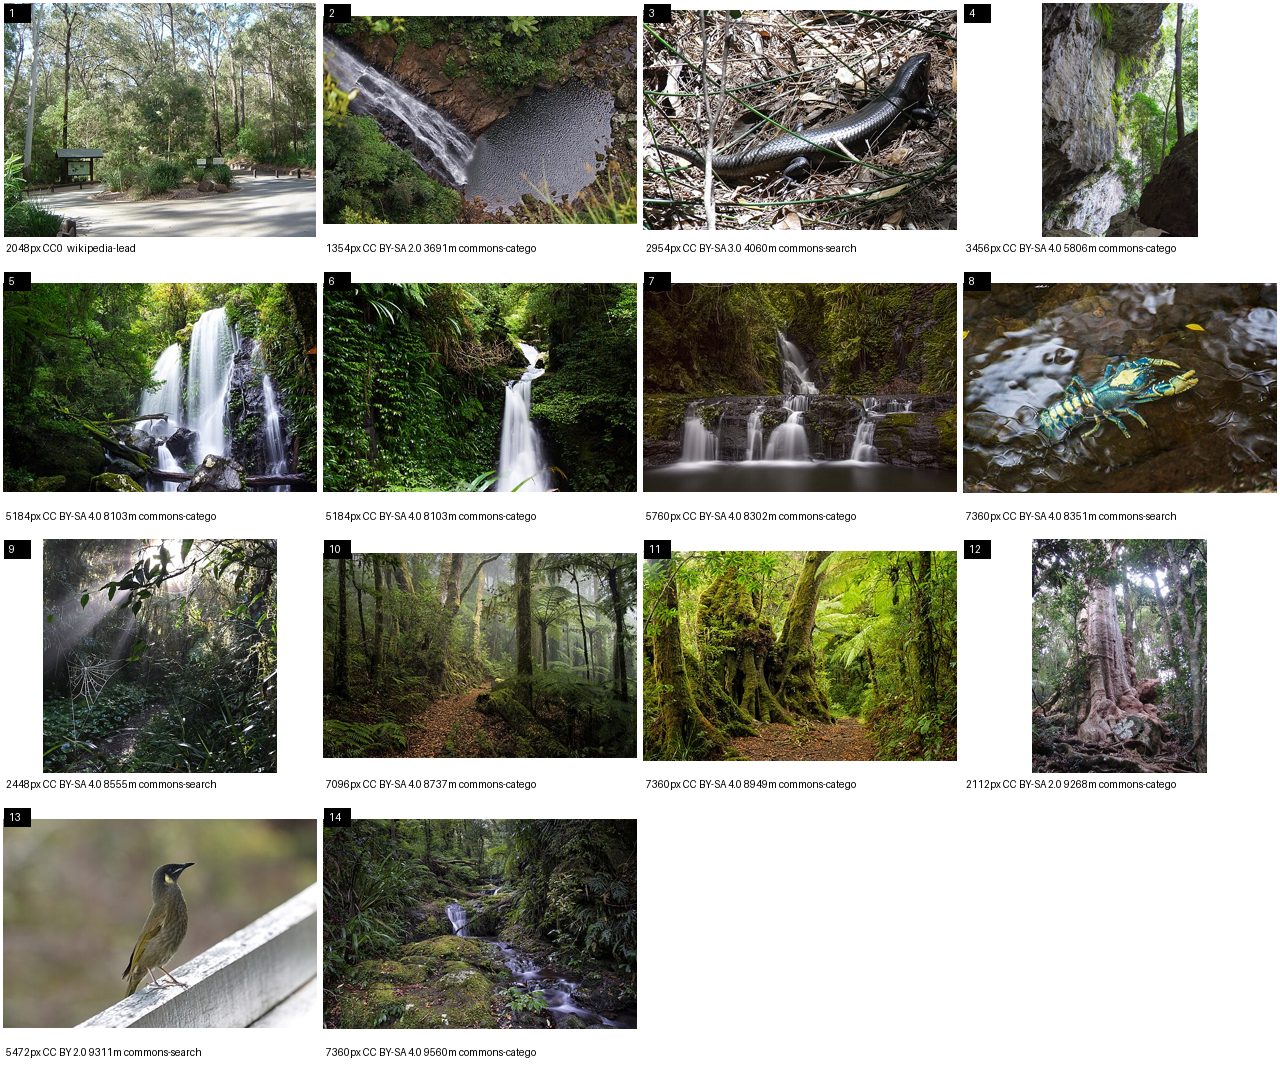 1
2
3
4
2048px CC0 wikipedia-lead
1354px CC BY-SA 2.0 3691m commons-catego
2954px CC BY-SA 3.0 4060m commons-search
3456px CC BY-SA 4.0 5806m commons-catego
5
6
7
8
5184px CC BY-SA 4.0 8103m commons-catego
5184px CC BY-SA 4.0 8103m commons-catego
5760px CC BY-SA 4.0 8302m commons-catego
7360px CC BY-SA 4.0 8351m commons-search
9
10
11
12
2448px CC BY-SA 4.0 8555m commons-search
7096px CC BY-SA 4.0 8737m commons-catego
7360px CC BY-SA 4.0 8949m commons-catego
2112px CC BY-SA 2.0 9268m commons-catego
13
14
5472px CC BY 2.0 9311m commons-search
7360px CC BY-SA 4.0 9560m commons-catego